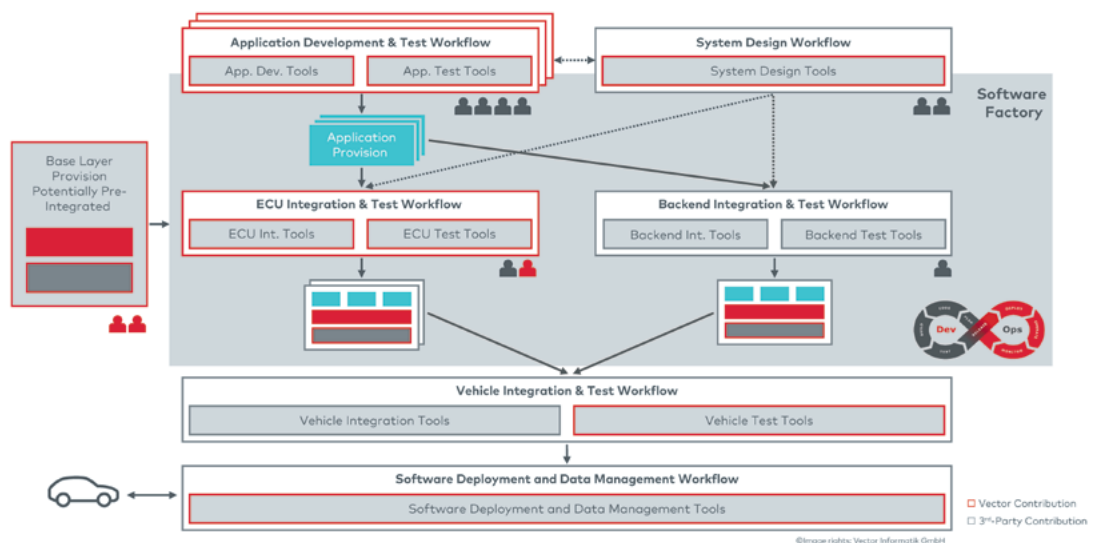 Application Development & Test Workflow
App. Dev. Tools
App. Test Tools
System Design Workflow
System Design Tools
Software
Factory
Application
Provision
Base Layer
Provision
Potentially Pre-
Integrated
ECU Integration & Test Workflow
ECU Int. Tools
ECU Test Tools
Backend Integration & Test Workflow
Backend Int. Tools
Backend Test Tools
Dev
Ops
Vehicle Integration & Test Workflow
Vehicle Integration Tools
Vehicle Test Tools
Software Deployment and Data Management Workflow
Software Deployment and Data Management Tools
Vector Contribution
3rd-Party Contribution
©Image rights: Vector Informatik GmbH